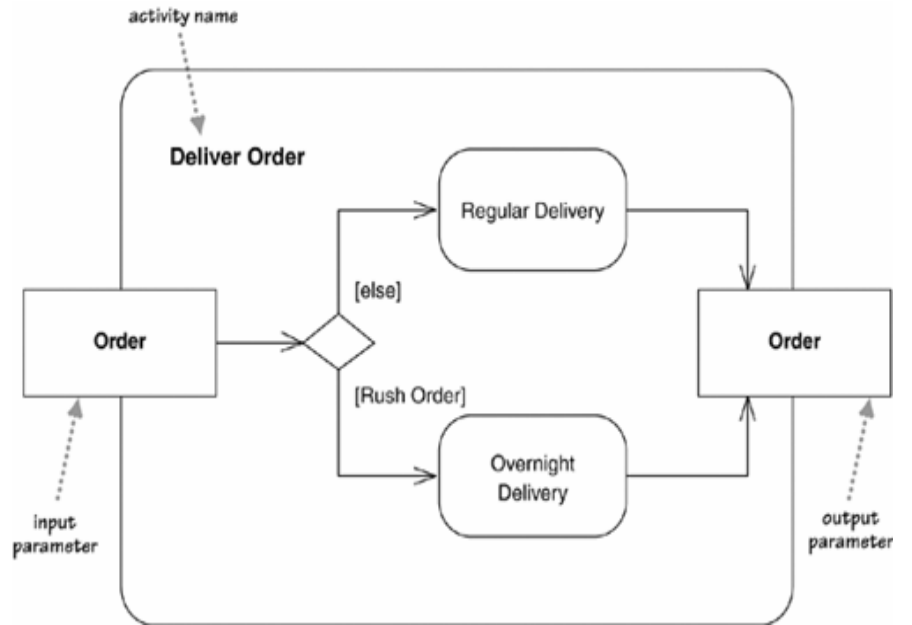 activity name
Deliver Order
Regular Delivery
[else]
Order
Order
[Rush Order]
Overnight
Delivery
input
parameter
output
parameter